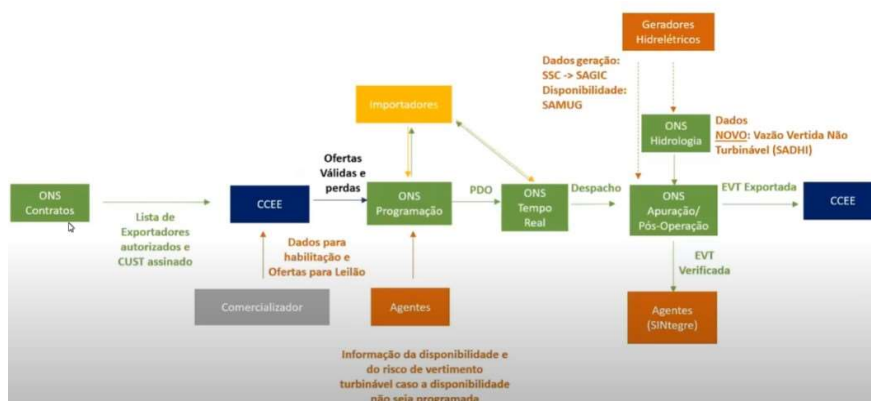 Geradores
Hidrelétricos
Dados geração:
SSC -> SAGIC
Disponibilidade:
SAMUG
Importadores
ONS
Hidrologia
Dados
NOVO: Vazão Vertida Não
Turbinável (SADHI)
Ofertas
Válidas e
perdas
ONS
Contratos
CCEE
ONS
Programação
PDO
ONS
Tempo
Real
Despacho
ONS
Apuração/
Pós-Operação
EVT Exportada
CCEE
Lista de
Exportadores
autorizados e
CUST assinado
Dados para
habilitação e
Ofertas para Leilão
EVT
Verificada
Comercializador
Agentes
Agentes
(SINtegre)
Informação da disponibilidade e
do risco de vertimento
turbinável caso a disponibilidade
não seja programada